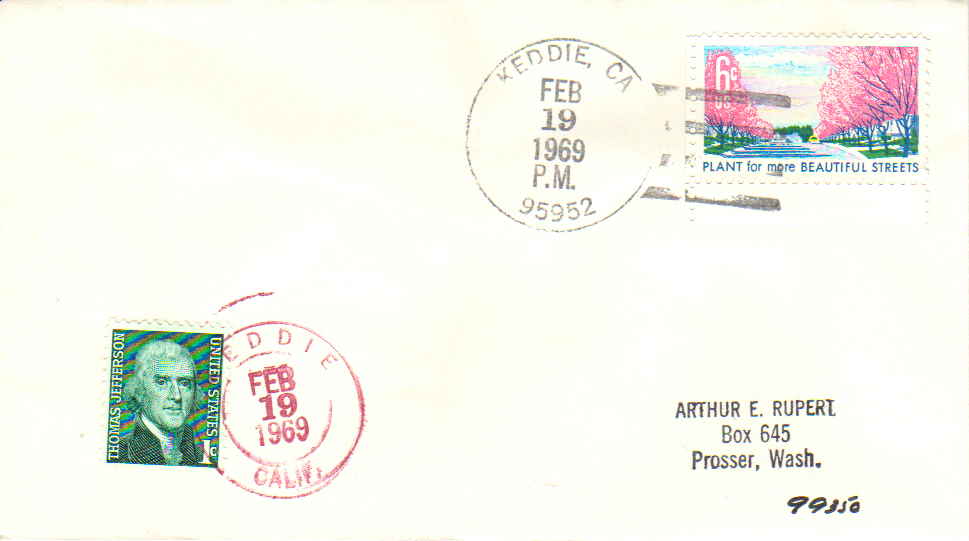 KEDDIE, CA
FEB
19
1969
P.M.
95952
6c
US
PLANT for more BEAUTIFUL STREETS
THOMAS JEFFERSON
UNITED STATES
1c
KEDDIE
FEB
19
1969
CALIF.
ARTHUR E. RUPERT
Box 645
Prosser, Wash.
99350